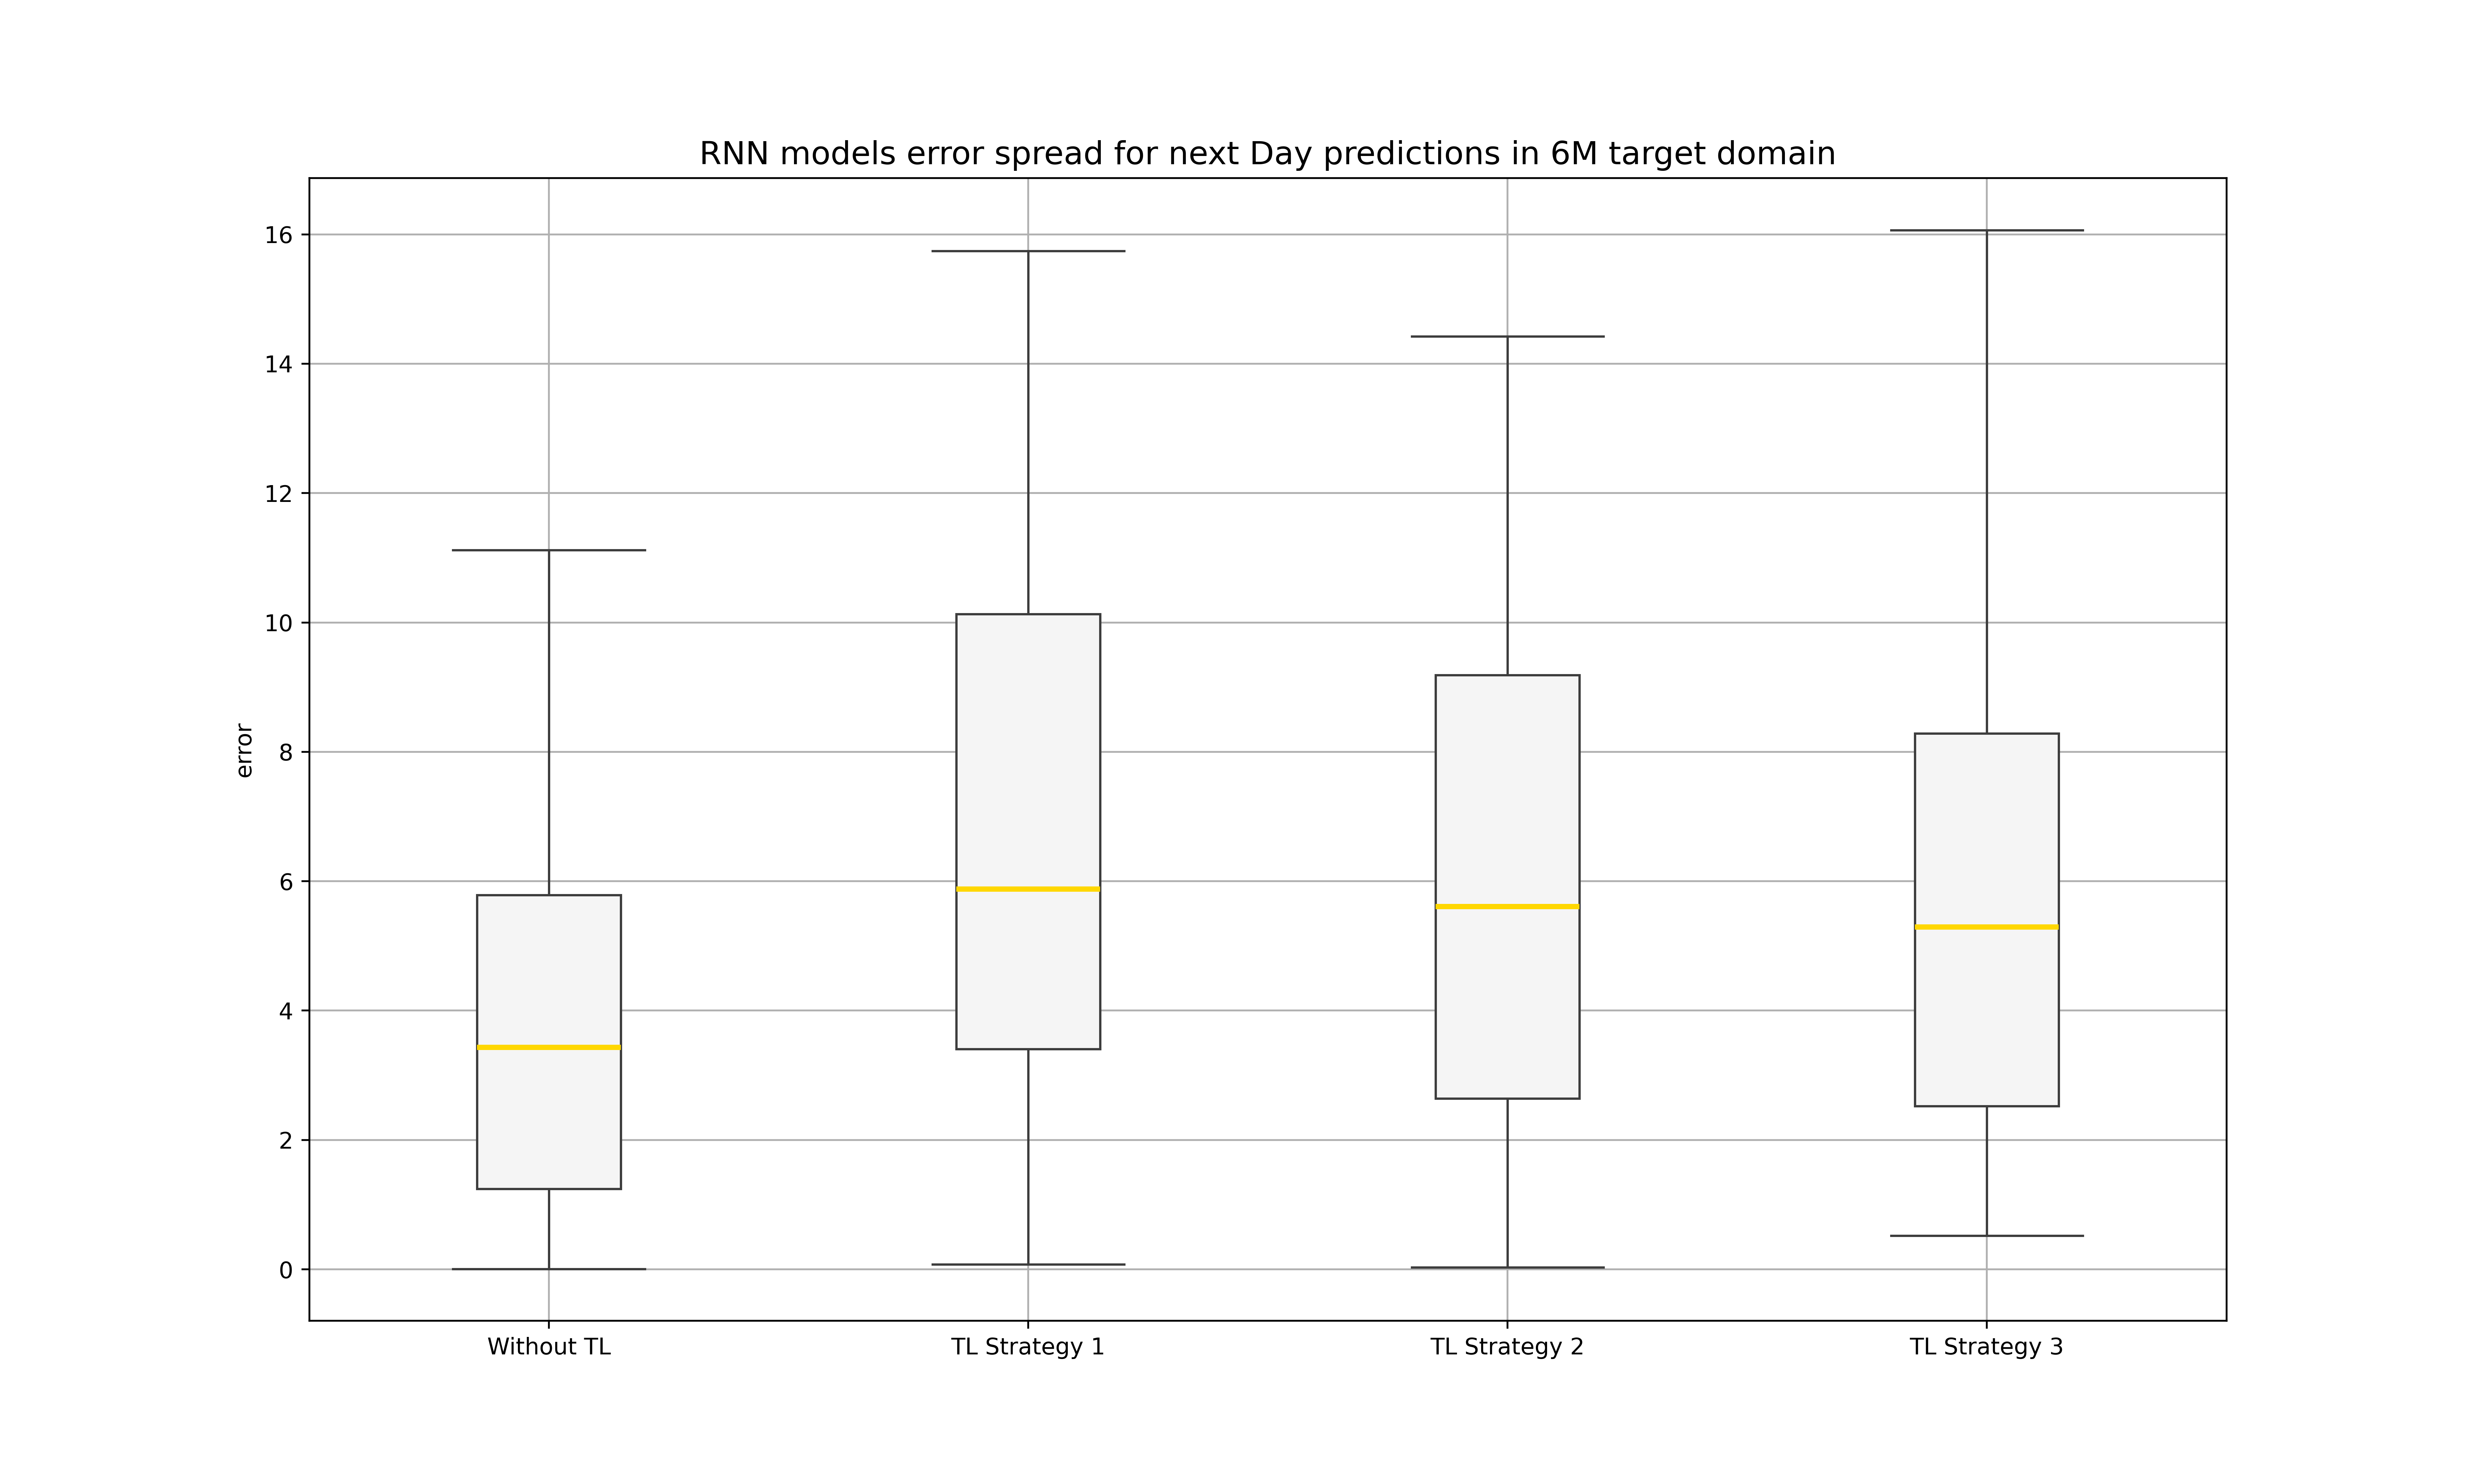 RNN models error spread for next Day predictions in 6M target domain
16
14
12
10
8
6
4
2
0
error
Without TL
TL Strategy 1
TL Strategy 2
TL Strategy 3